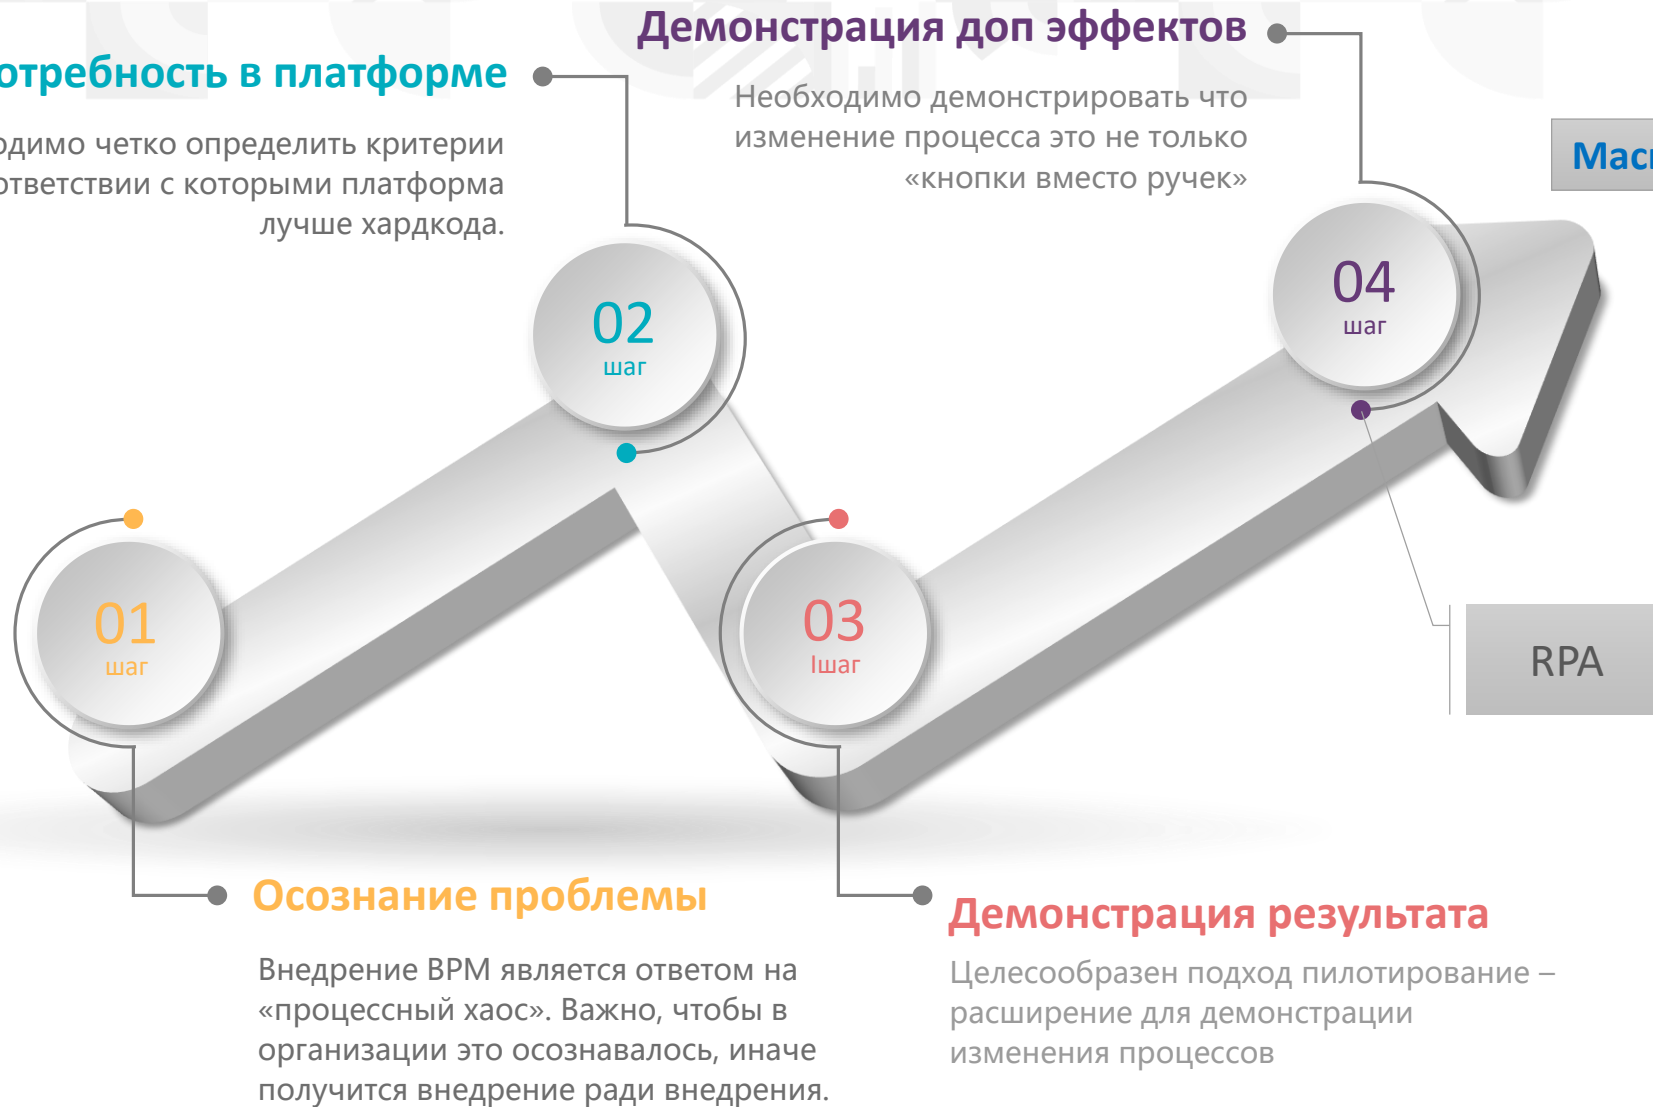 Демонстрация доп эффектов
Необходимо демонстрировать что
изменение процесса это не только
«кнопки вместо ручек»
отребность в платформе
одимо четко определить критерии
ответствии с которыми платформа
лучше хардкода.
Мас
04
шаг
02
шаг
01
шаг
03
Iшаг
RPA
Осознание проблемы
Внедрение BPM является ответом на
«процессный хаос». Важно, чтобы в
организации это осознавалось, иначе
получится внедрение ради внедрения.
Демонстрация результата
Целесообразен подход пилотирование –
расширение для демонстрации
изменения процессов